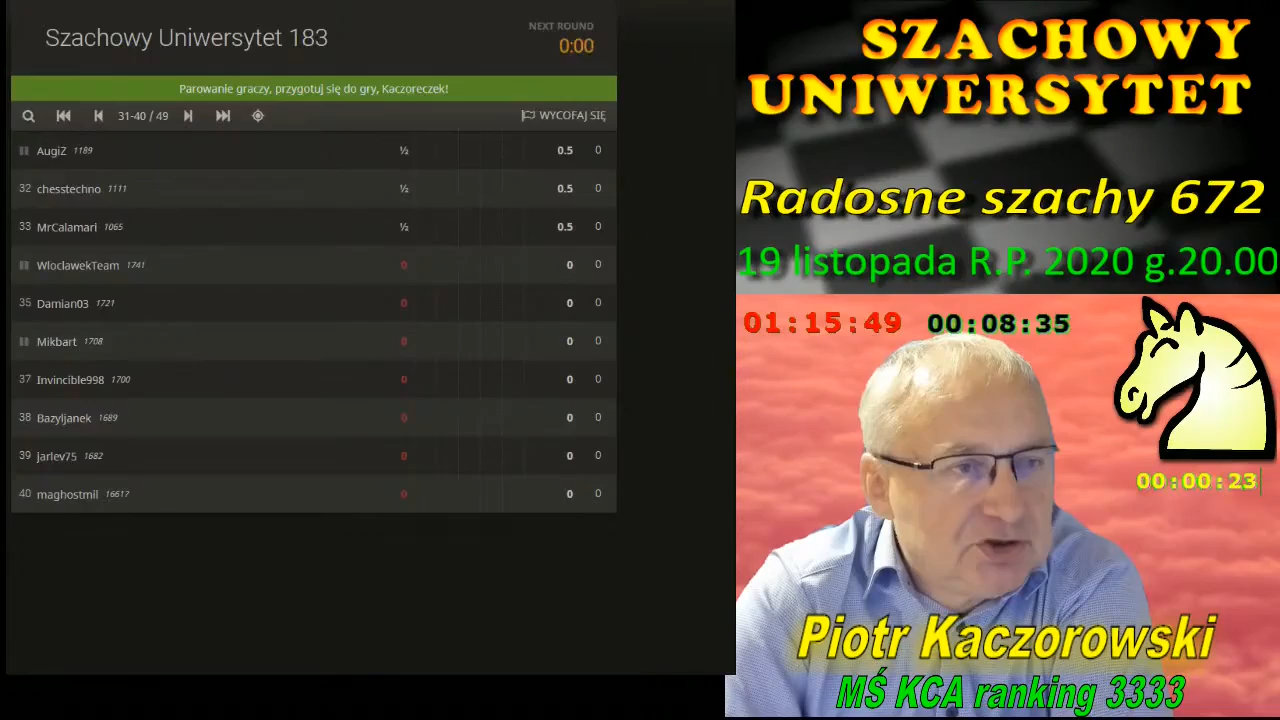 Szachowy Uniwersytet 183
NEXT ROUND
0:00
Parowanie graczy, przygotuj się do gry, Kaczoreczek!
31-40 / 49
WYCOFAJ SIĘ
AugiZ 1189 ½ 0.5 0
32 chesstechno 1111 ½ 0.5 0
33 MrCalamari 1065 ½ 0.5 0
WloclawekTeam 1741 0 0 0
35 Damian03 1721 0 0 0
Mikbart 1708 0 0 0
37 Invincible998 1700 0 0 0
38 Bazyljanek 1689 0 0 0
39 jarlev75 1682 0 0 0
40 maghostmil 1661? 0 0 0
SZACHOWY
UNIWERSYTET
Radosne szachy 672
19 listopada R.P. 2020 g.20.00
01:15:49 00:08:35
00:00:23
Piotr Kaczorowski
MŚ KCA ranking 3333